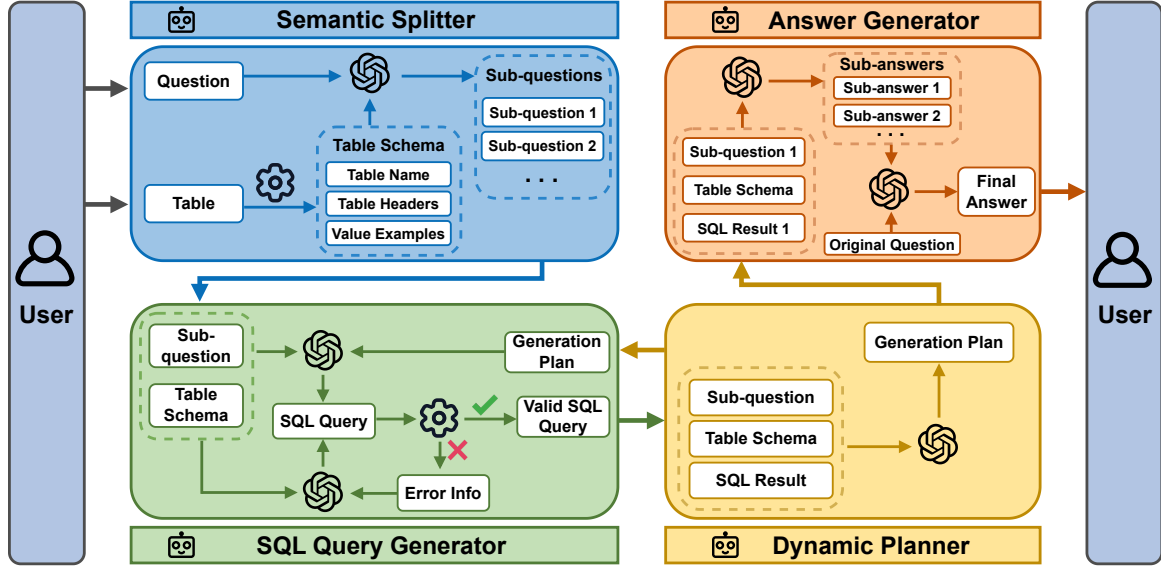 User
Semantic Splitter
Question
Sub-questions
Sub-question 1
Sub-question 2
. . .
Table Schema
Table Name
Table Headers
Value Examples
Table
Sub-
question
Table
Schema
Generation
Plan
SQL Query
Valid SQL
Query
Error Info
SQL Query Generator
Answer Generator
Sub-answers
Sub-answer 1
Sub-answer 2
. . .
Sub-question 1
Table Schema
SQL Result 1
Original Question
Final
Answer
Generation Plan
Sub-question
Table Schema
SQL Result
Dynamic Planner
User